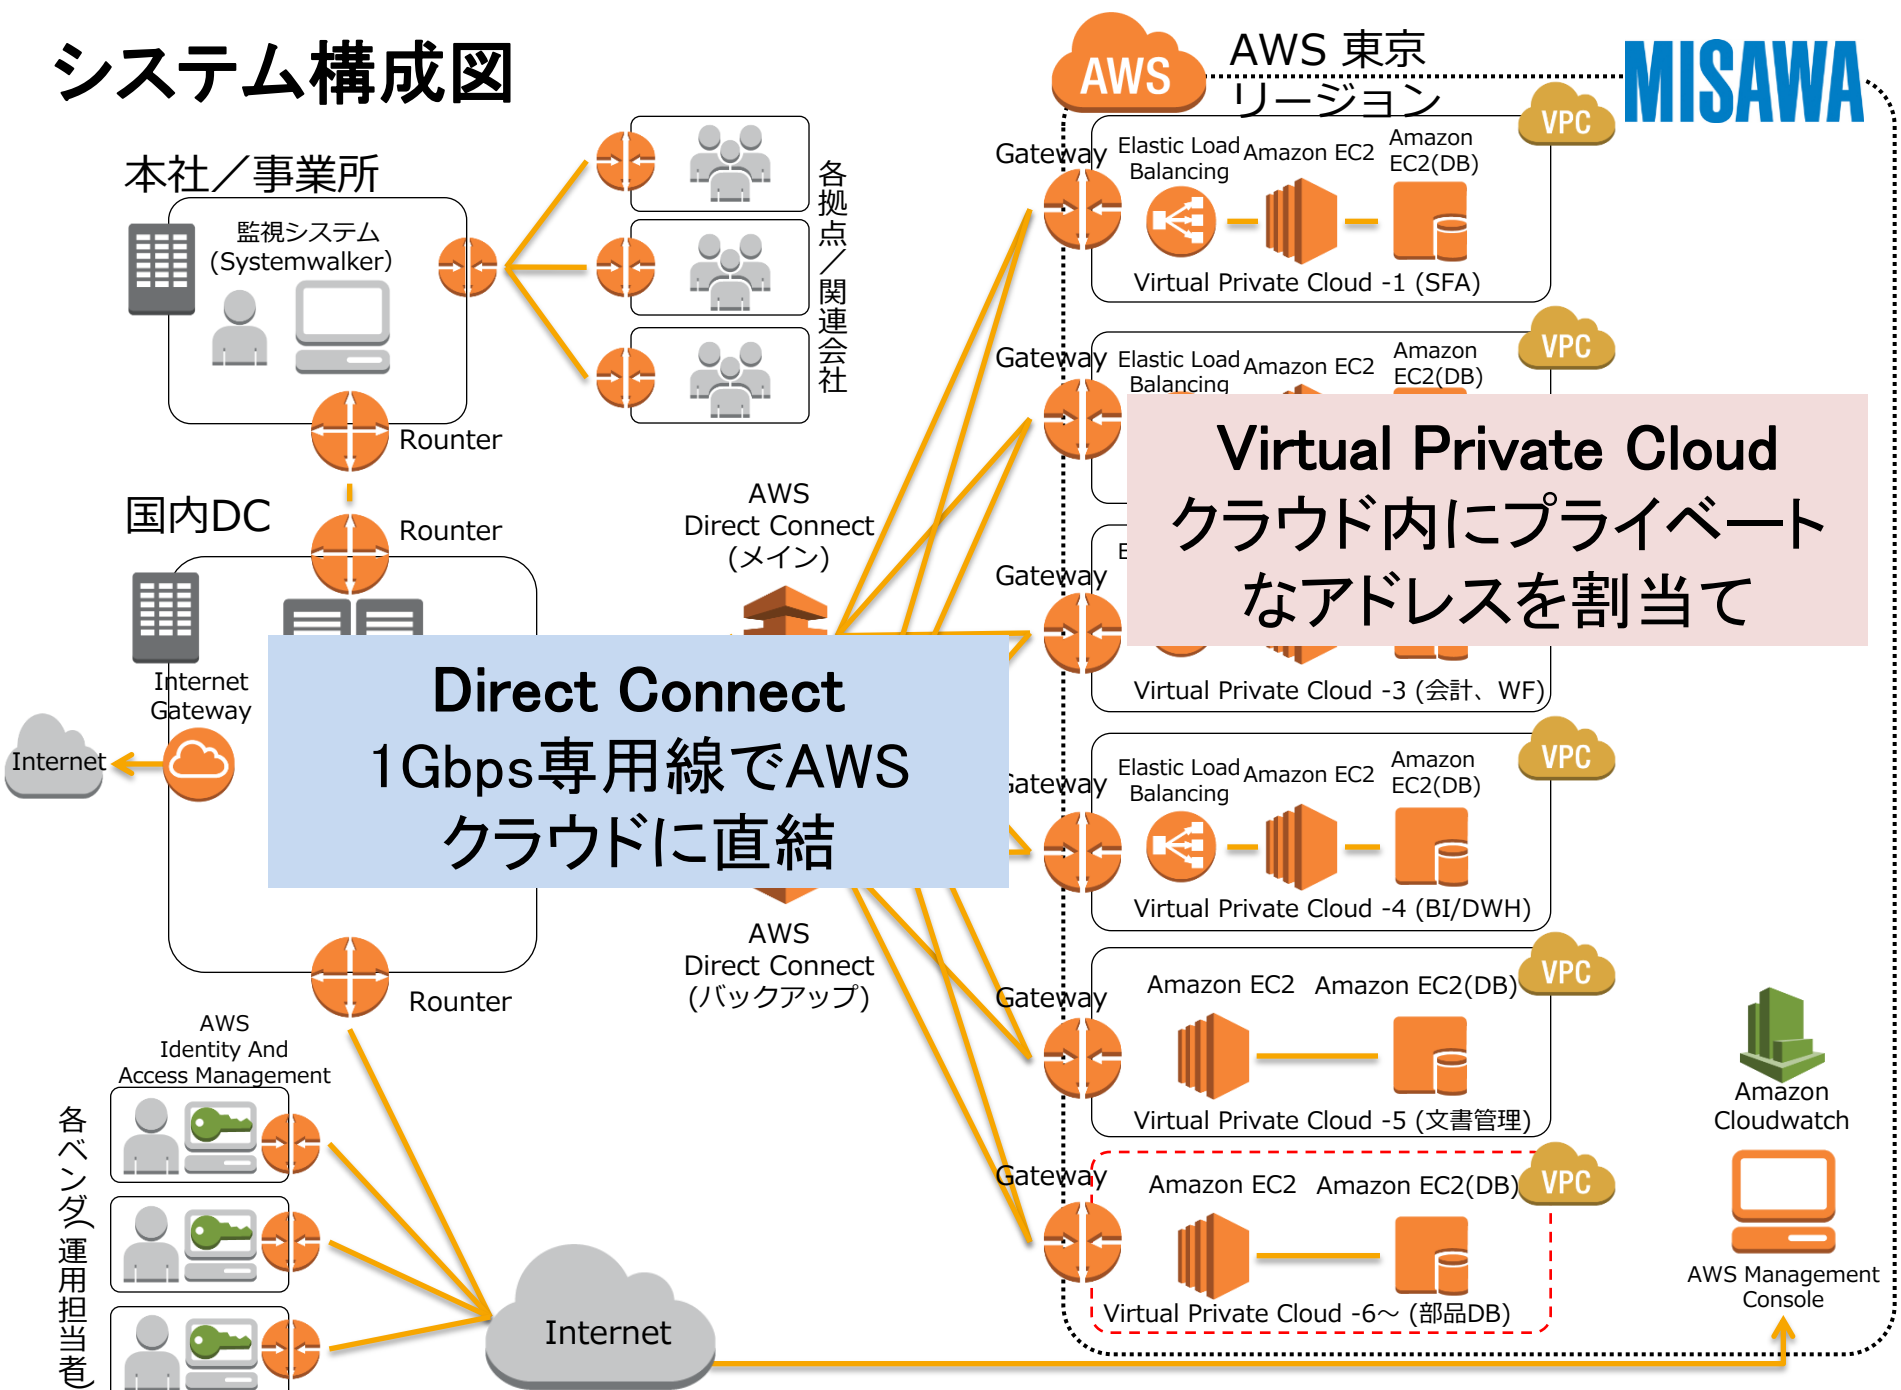 システム構成図
AWS
AWS 東京
リージョン
MISAWA
本社／事業所
監視システム
(Systemwalker)
各拠点／関連会社
Rounter
国内DC
Rounter
Internet
Gateway
Internet
Rounter
AWS
Direct Connect
(メイン)
Direct Connect
1Gbps専用線でAWS
クラウドに直結
AWS
Direct Connect
(バックアップ)
AWS
Identity And
Access Management
各ベンダ(運用担当者)
Internet
Gateway
Elastic Load
Balancing
Amazon EC2
Amazon
EC2(DB)
VPC
Virtual Private Cloud -1 (SFA)
Gateway
Elastic Load
Balancing
Amazon EC2
Amazon
EC2(DB)
VPC
Virtual Private Cloud
クラウド内にプライベート
なアドレスを割当て
Gateway
E
Virtual Private Cloud -3 (会計、WF)
Gateway
Elastic Load
Balancing
Amazon EC2
Amazon
EC2(DB)
VPC
Virtual Private Cloud -4 (BI/DWH)
Gateway
Amazon EC2
Amazon EC2(DB)
VPC
Virtual Private Cloud -5 (文書管理)
Gateway
Amazon EC2
Amazon EC2(DB)
VPC
Virtual Private Cloud -6～ (部品DB)
Amazon
Cloudwatch
AWS Management
Console